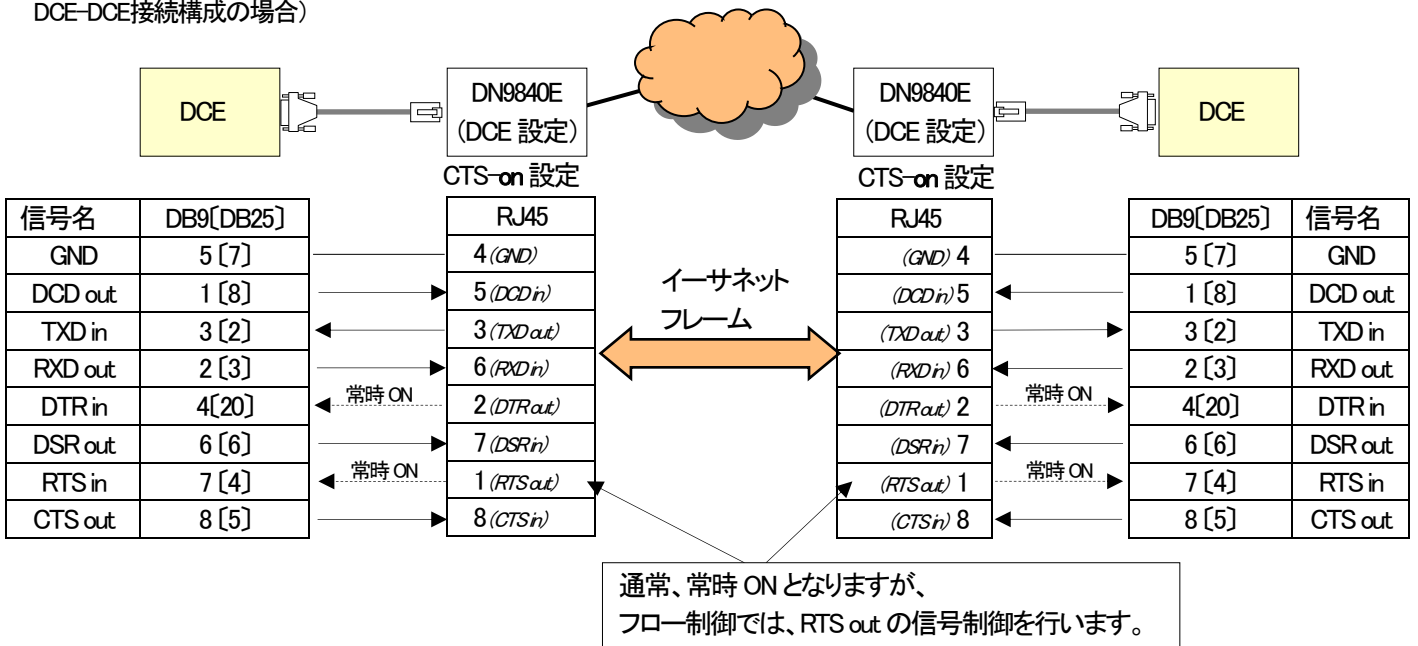 DCE-DCE接続構成の場合）
DCE
DN9840E
（DCE 設定）
CTS-on 設定
DN9840E
（DCE 設定）
CTS-on 設定
DCE
信号名 DB9〔DB25〕
GND 5〔7〕
DCD out 1〔8〕
TXD in 3〔2〕
RXD out 2〔3〕
DTR in 4〔20〕
DSR out 6〔6〕
RTS in 7〔4〕
CTS out 8〔5〕
常時 ON
常時 ON
RJ45
4 (GND)
5 (DCD in)
3 (TXD out)
6 (RXD in)
2 (DTR out)
7 (DSR in)
1 (RTS out)
8 (CTS in)
イーサネット
フレーム
RJ45
(GND) 4
(DCD in) 5
(TXD out) 3
(RXD in) 6
(DTR out) 2
(DSR in) 7
(RTS out) 1
(CTS in) 8
常時 ON
常時 ON
DB9〔DB25〕 信号名
5〔7〕 GND
1〔8〕 DCD out
3〔2〕 TXD in
2〔3〕 RXD out
4〔20〕 DTR in
6〔6〕 DSR out
7〔4〕 RTS in
8〔5〕 CTS out
通常、常時 ON となりますが、
フロー制御では、RTS out の信号制御を行います。